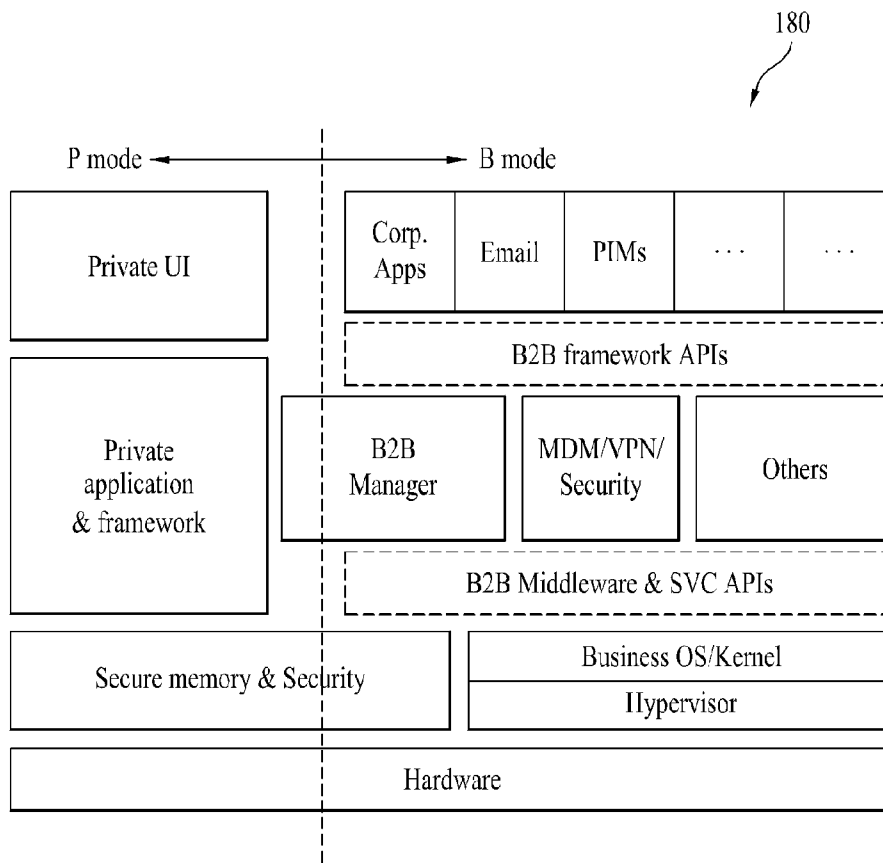 180
P mode
B mode
Private UI
Corp.
Apps
Email
PIMs
...
...
B2B framework APIs
Private
application
& framework
B2B
Manager
MDM/VPN/
Security
Others
B2B Middleware & SVC APIs
Secure memory & Security
Business OS/Kernel
Hypervisor
Hardware